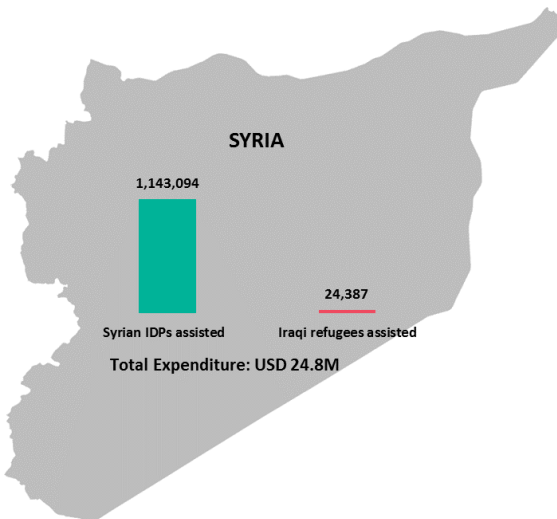 SYRIA
1,143,094
24,387
Syrian IDPs assisted
Iraqi refugees assisted
Total Expenditure: USD 24.8M